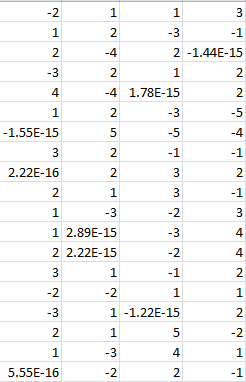 -2 1 1 3
1 2 -3 -1
2 -4 2 -1.44E-15
-3 2 1 2
4 -4 1.78E-15 2
1 2 -3 -5
-1.55E-15 5 -5 -4
3 2 -1 -1
2.22E-16 2 3 2
2 1 3 -1
1 -3 -2 3
1 2.89E-15 -3 4
2 2.22E-15 -2 4
3 1 -1 2
-2 -2 1 1
-3 1 -1.22E-15 2
2 1 5 -2
1 -3 4 1
5.55E-16 -2 2 -1